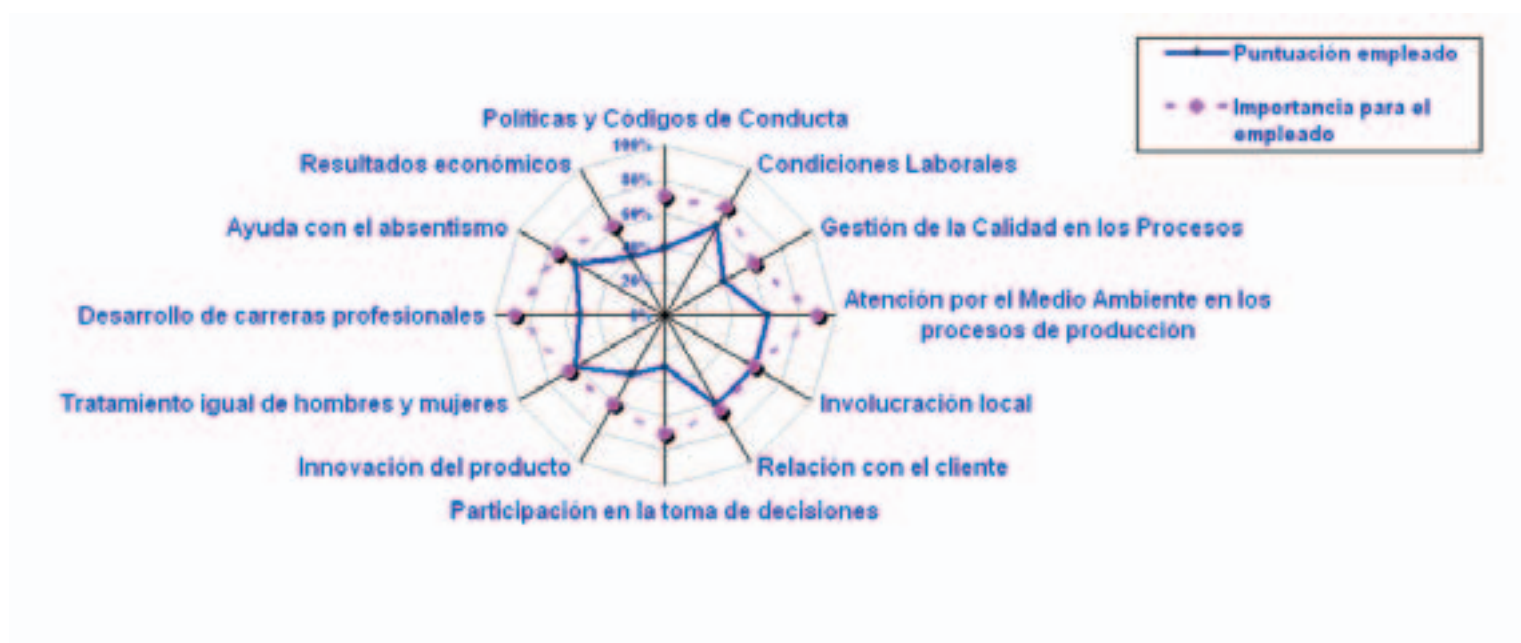 Puntuación empleado
Importancia para el
empleado
Políticas y Códigos de Conducta
100%
Resultados económicos
Condiciones Laborales
80%
60%
Ayuda con el absentismo
Gestión de la Calidad en los Procesos
40%
20%
Desarrollo de carreras profesionales
0%
Atención por el Medio Ambiente en los
procesos de producción
Tratamiento igual de hombres y mujeres
Involucración local
Innovación del producto
Relación con el cliente
Participación en la toma de decisiones